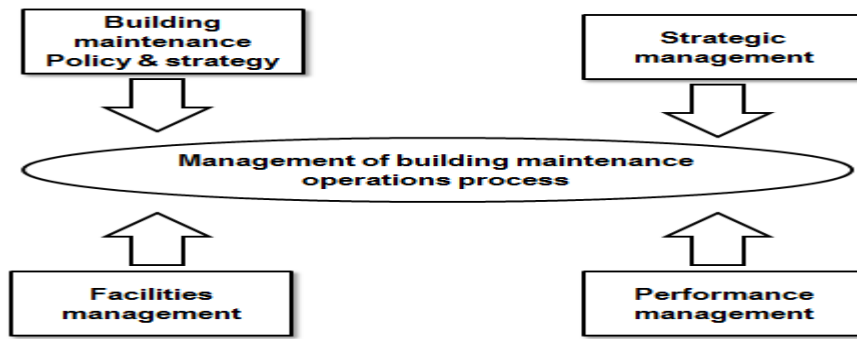 Building
maintenance
Policy & strategy
Strategic
management
Management of building maintenance
operations process
Facilities
management
Performance
management